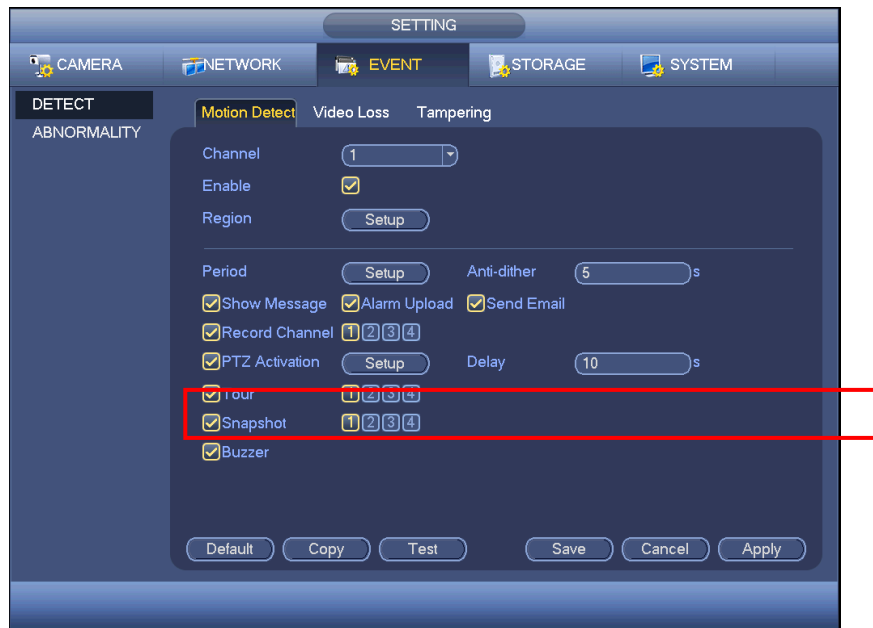 SETTING
CAMERA NETWORK EVENT STORAGE SYSTEM
DETECT
ABNORMALITY
Motion Detect Video Loss Tampering
Channel 1
Enable
Region Setup
Period Setup Anti-dither 5 s
Show Message Alarm Upload Send Email
Record Channel 1 2 3 4
PTZ Activation Setup Delay 10 s
Tour 1 2 3 4
Snapshot 1 2 3 4
Buzzer
Default Copy Test Save Cancel Apply